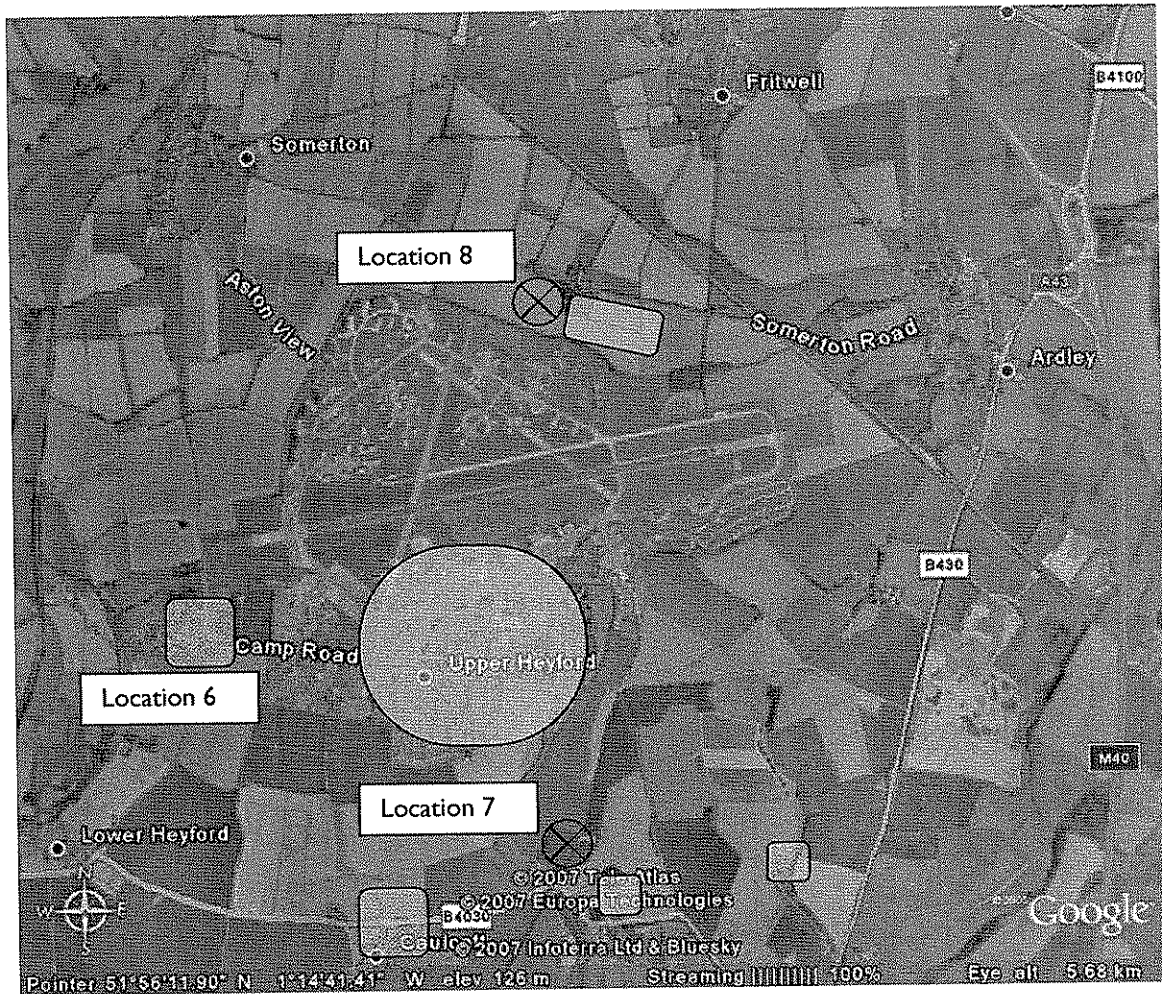 B4100
Fritwell
Somerton
Location 8
Aston View
A43
Somerton Road
Ardley
B430
Camp Road
Upper Heyford
Location 6
M40
Location 7
Lower Heyford
N
W E
S
© 2007 Tele Atlas
© 2007 Europa Technologies
B4030
Google
© 2007 Infoterra Ltd & Bluesky
Pointer 51°56'11.90" N 1°14'41.41" W elev 126 m Streaming |||||||||| 100% Eye alt 5.68 km